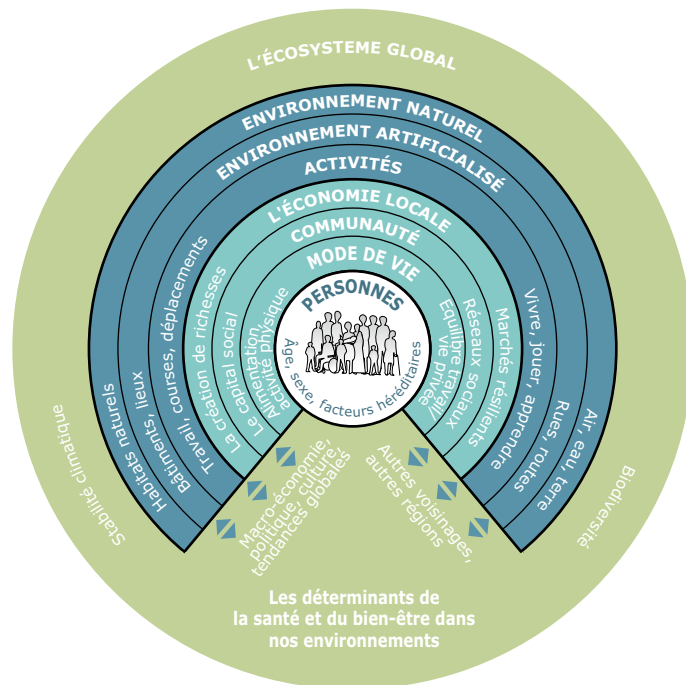 L'ÉCOSYSTEME GLOBAL
ENVIRONNEMENT NATUREL
ENVIRONNEMENT ARTIFICIALISÉ
ACTIVITÉS
L'ÉCONOMIE LOCALE
COMMUNAUTÉ
MODE DE VIE
PERSONNES
Âge, sexe, facteurs héréditaires
Stabilité climatique
Habitats naturels
Bâtiments, lieux
Travail, courses, déplacements
La création de richesses
Le capital social
Alimentation,
activité physique
Equilibre travail/
vie privée
Réseaux sociaux
Marchés résilients
Vivre, jouer, apprendre
Rues, routes
Air, eau, terre
Biodiversité
Macro-économie,
politique, culture,
tendances globales
Autres voisinages,
autres régions
Les déterminants de
la santé et du bien-être dans
nos environnements